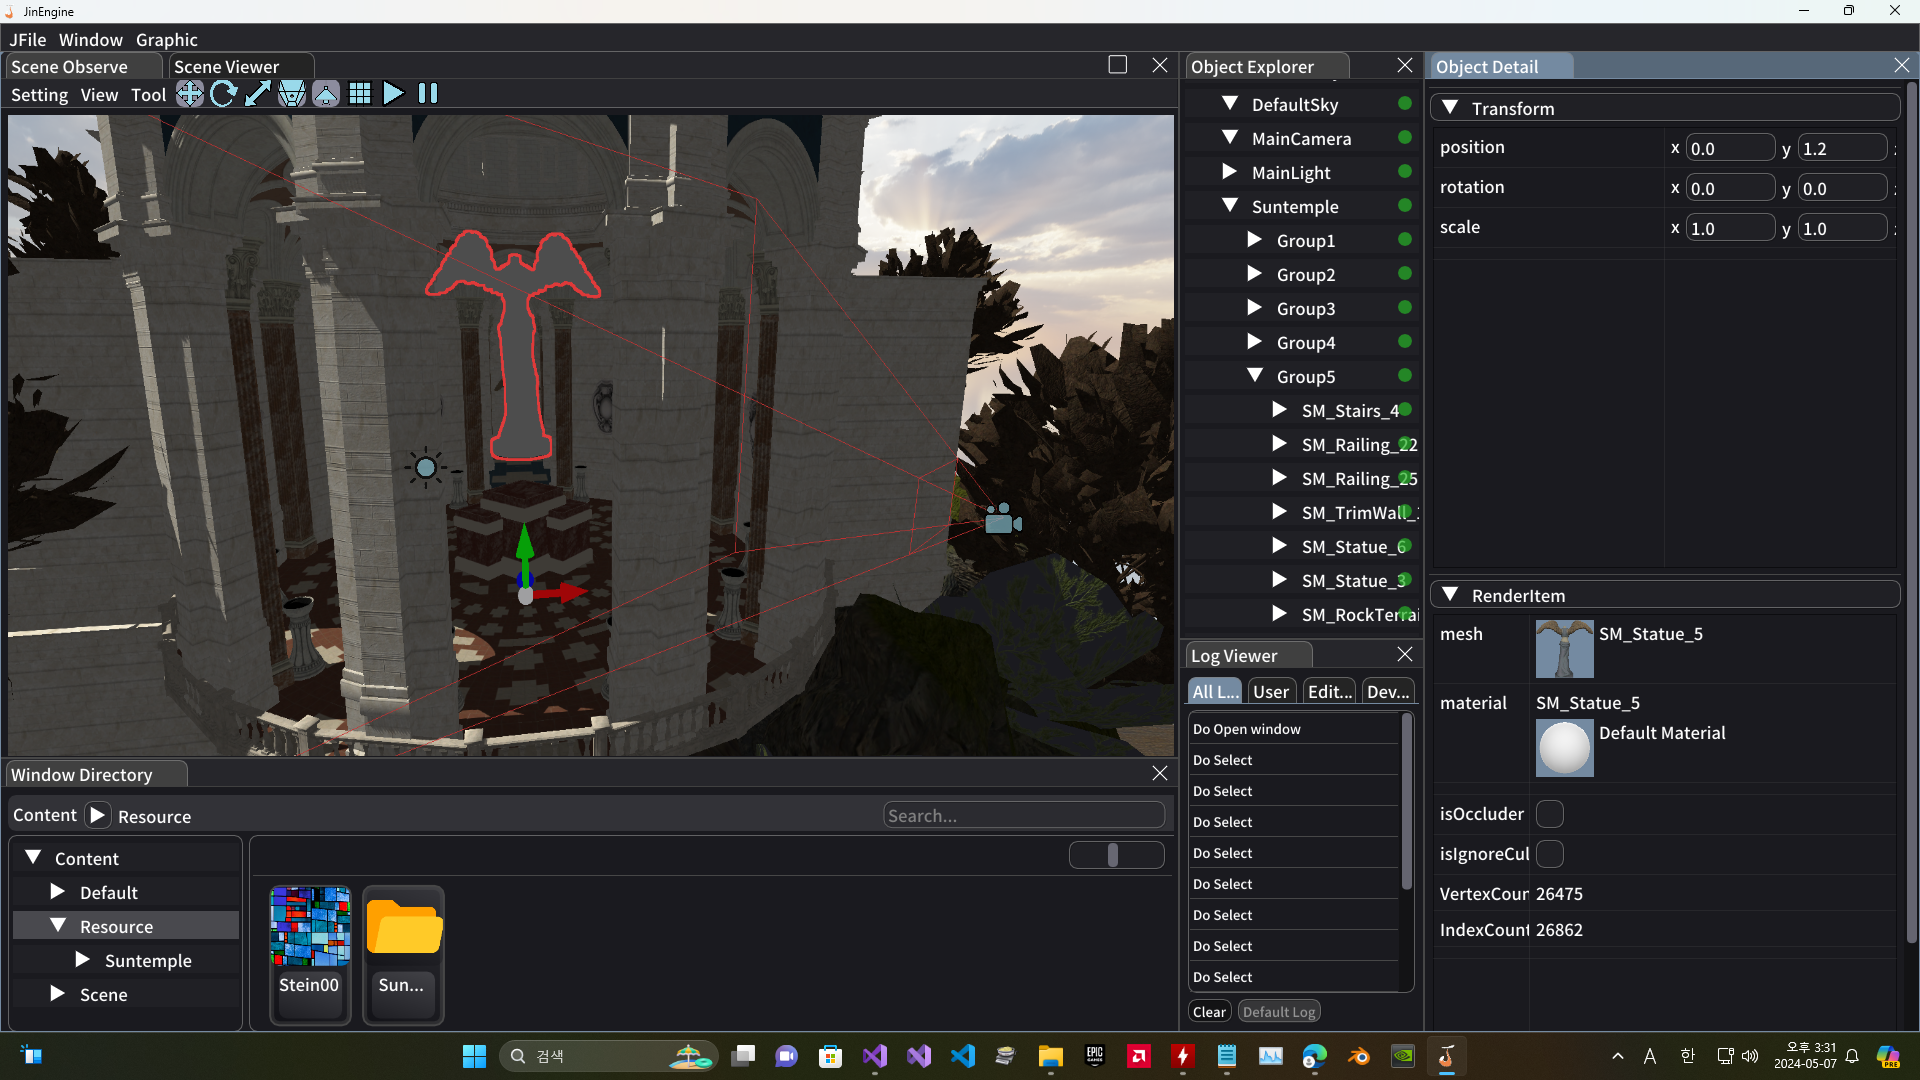 JinEngine
JFile Window Graphic
Scene Observe Scene Viewer
Setting View Tool
Object Explorer
DefaultSky
MainCamera
MainLight
Suntemple
Group1
Group2
Group3
Group4
Group5
SM_Stairs_4
SM_Railing_22
SM_Railing_25
SM_TrimWall_
SM_Statue_6
SM_Statue_3
SM_RockTerrai
Object Detail
Transform
position x 0.0 y 1.2
rotation x 0.0 y 0.0
scale x 1.0 y 1.0
RenderItem
mesh SM_Statue_5
material SM_Statue_5
Default Material
isOccluder
isIgnoreCul
VertexCoun 26475
IndexCount 26862
Log Viewer
All L... User Edit... Dev...
Do Open window
Do Select
Do Select
Do Select
Do Select
Do Select
Do Select
Do Select
Do Select
Clear Default Log
Window Directory
Content Resource
Search...
Content
Default
Resource
Suntemple
Scene
Stein00 Sun...
검색
EPIC GAMES
A 한
오후 3:31
2024-05-07
PRE